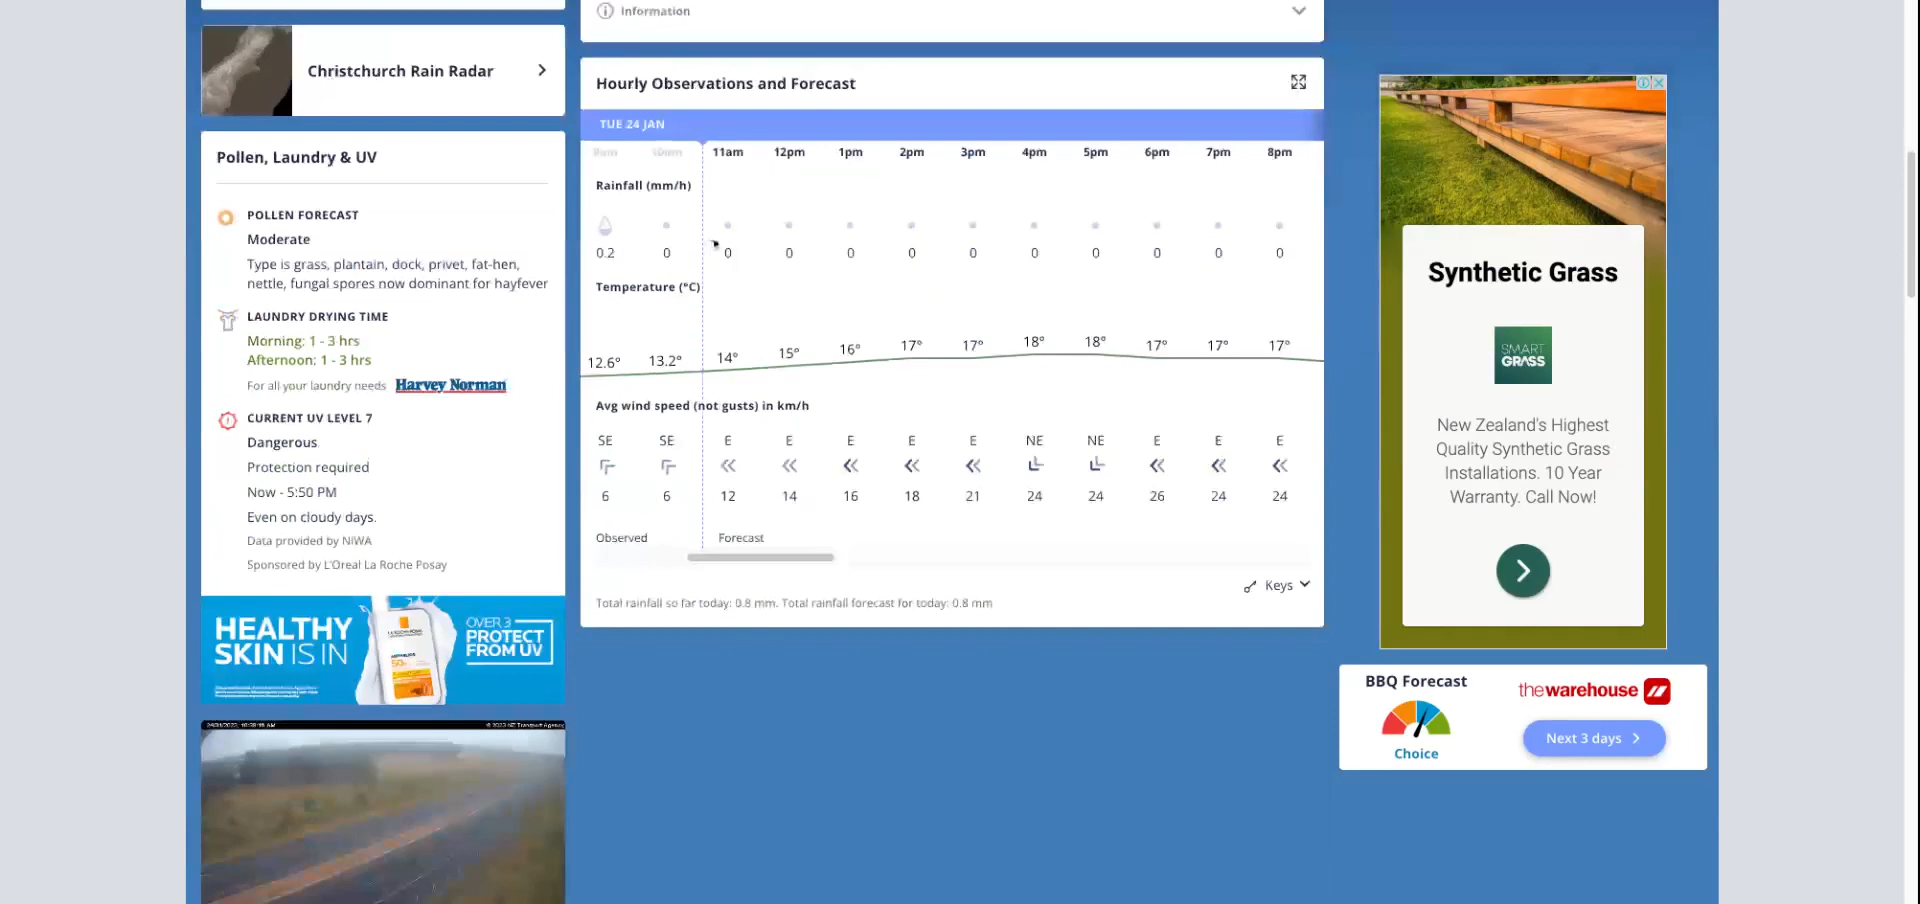 Information
Christchurch Rain Radar
Hourly Observations and Forecast
TUE 24 JAN
9am 10am 11am 12pm 1pm 2pm 3pm 4pm 5pm 6pm 7pm 8pm
Rainfall (mm/h)
0.2 0 0 0 0 0 0 0 0 0 0 0
Temperature (°C)
12.6° 13.2° 14° 15° 16° 17° 17° 18° 18° 17° 17° 17°
Avg wind speed (not gusts) in km/h
SE SE E E E E E NE NE E E E
6 6 12 14 16 18 21 24 24 26 24 24
Observed Forecast
Keys
Total rainfall so far today: 0.8 mm. Total rainfall forecast for today: 0.8 mm
Pollen, Laundry & UV
POLLEN FORECAST
Moderate
Type is grass, plantain, dock, privet, fat-hen,
nettle, fungal spores now dominant for hayfever
LAUNDRY DRYING TIME
Morning: 1 - 3 hrs
Afternoon: 1 - 3 hrs
For all your laundry needs Harvey Norman
CURRENT UV LEVEL 7
Dangerous
Protection required
Now - 5:50 PM
Even on cloudy days.
Data provided by NIWA
Sponsored by L'Oreal La Roche Posay
HEALTHY
SKIN IS IN
OVER 3
PROTECT
FROM UV
© 2023 NZ Transport Agency
Synthetic Grass
SMART
GRASS
New Zealand's Highest
Quality Synthetic Grass
Installations. 10 Year
Warranty. Call Now!
BBQ Forecast
Choice
thewarehouse
Next 3 days